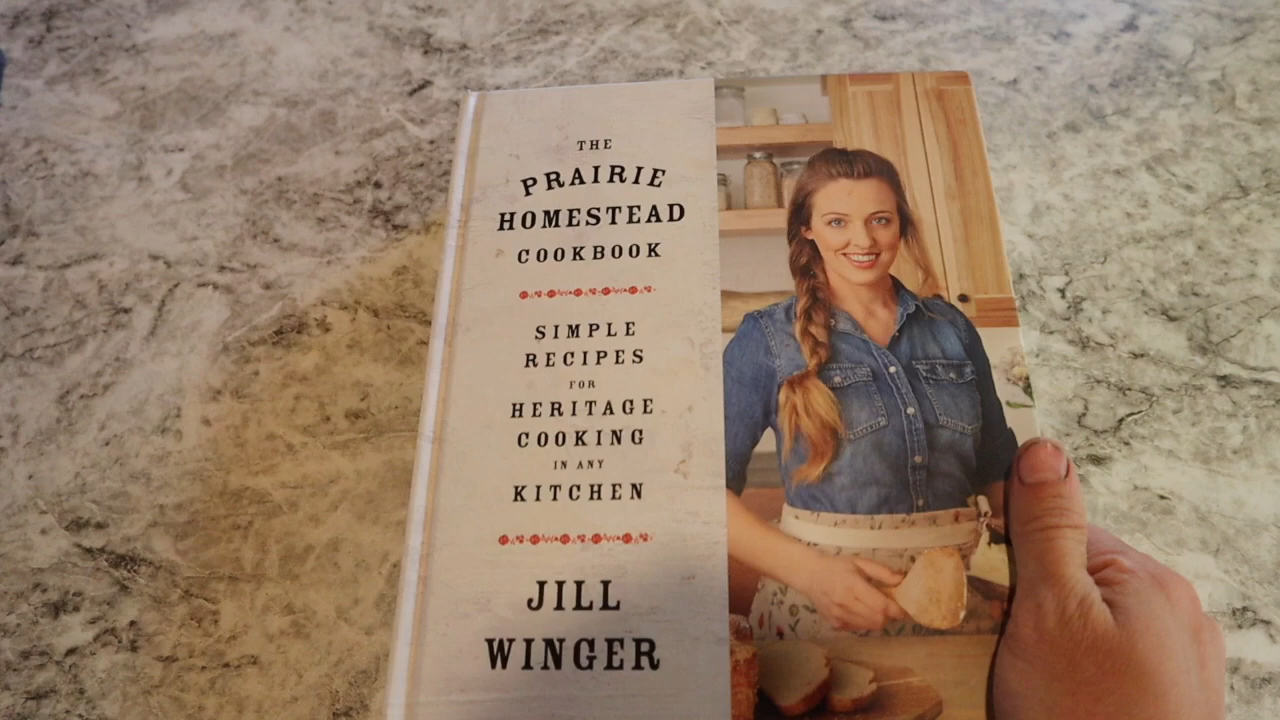 THE
PRAIRIE
HOMESTEAD
COOKBOOK
SIMPLE
RECIPES
FOR
HERITAGE
COOKING
IN ANY
KITCHEN
JILL
WINGER